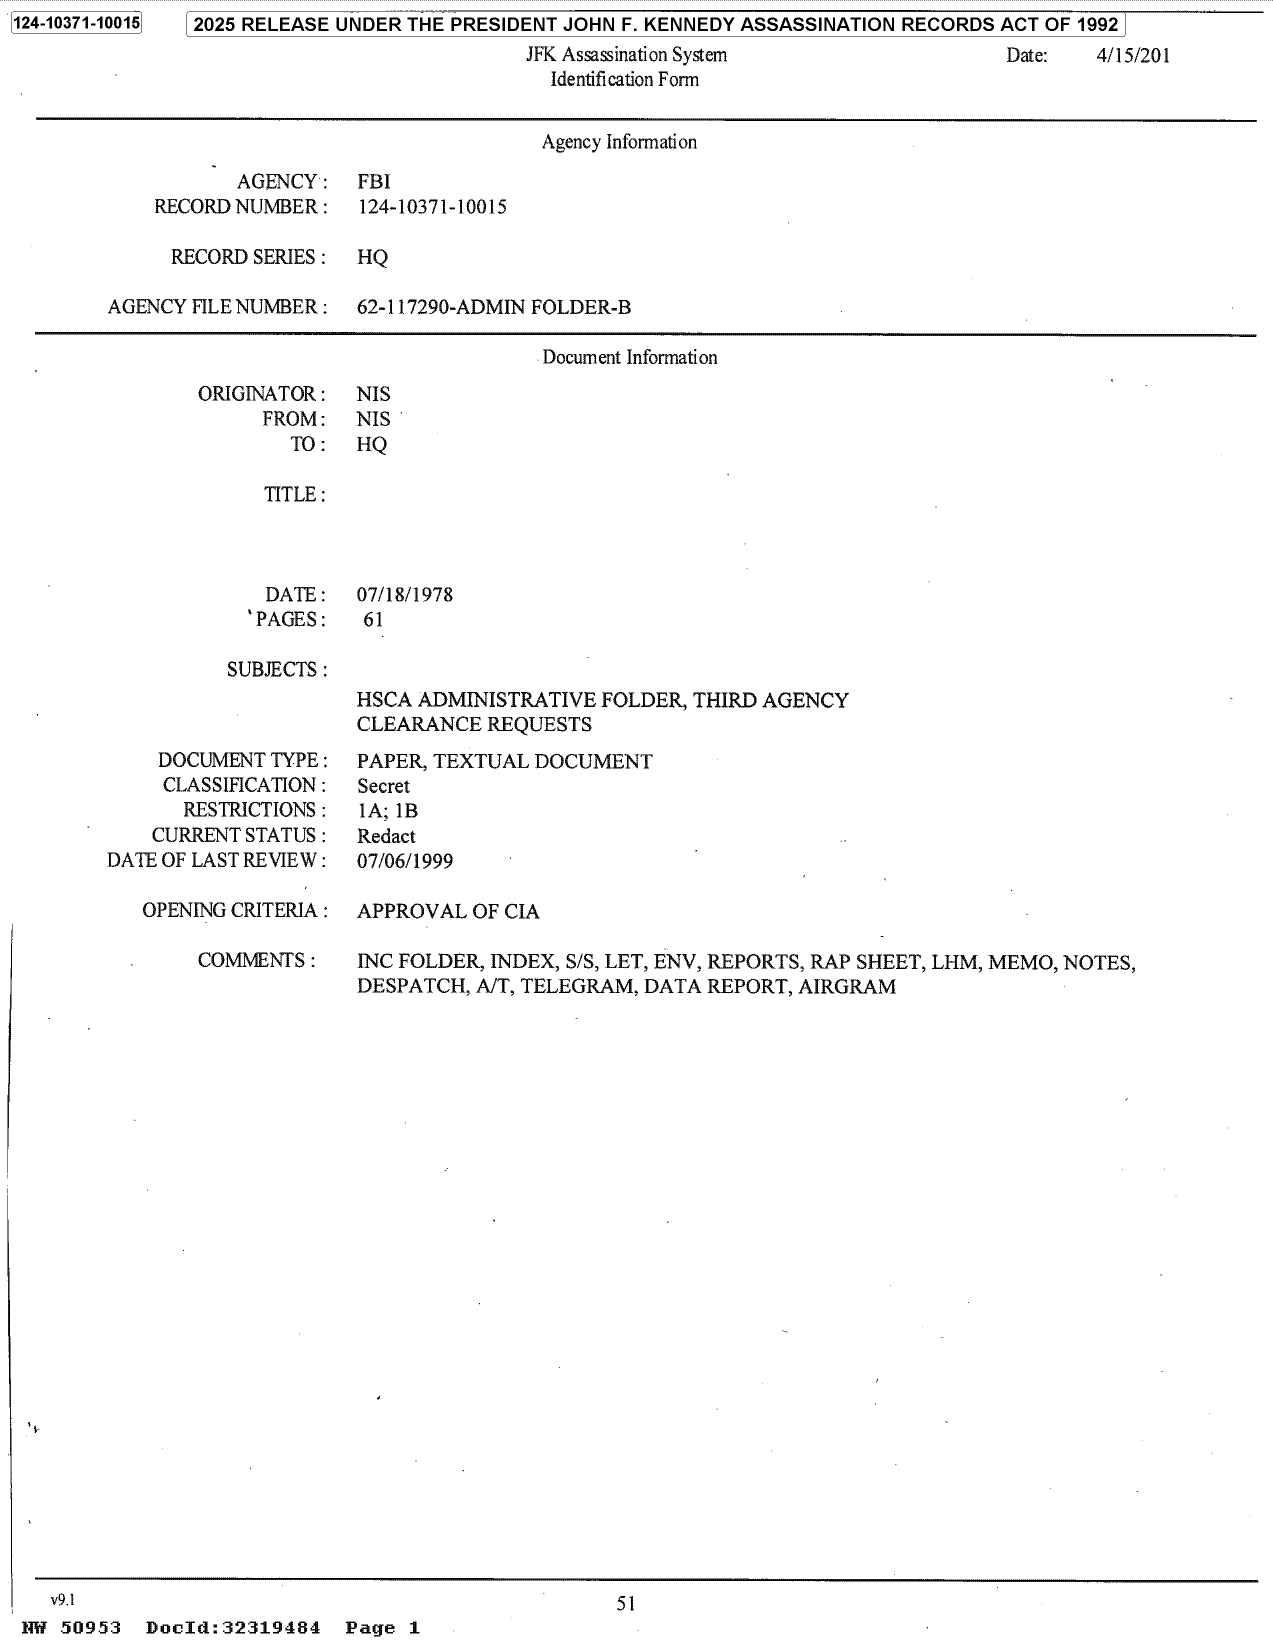 124-10371-10015 2025 RELEASE UNDER THE PRESIDENT JOHN F. KENNEDY ASSASSINATION RECORDS ACT OF 1992
JFK Assassination System Date: 4/15/201
Identification Form
Agency Information
AGENCY : FBI
RECORD NUMBER : 124-10371-10015
RECORD SERIES : HQ
AGENCY FILE NUMBER : 62-117290-ADMIN FOLDER-B
Document Information
ORIGINATOR : NIS
FROM : NIS
TO : HQ
TITLE :
DATE : 07/18/1978
PAGES : 61
SUBJECTS :
HSCA ADMINISTRATIVE FOLDER, THIRD AGENCY
CLEARANCE REQUESTS
DOCUMENT TYPE : PAPER, TEXTUAL DOCUMENT
CLASSIFICATION : Secret
RESTRICTIONS : 1A; 1B
CURRENT STATUS : Redact
DATE OF LAST REVIEW : 07/06/1999
OPENING CRITERIA : APPROVAL OF CIA
COMMENTS : INC FOLDER, INDEX, S/S, LET, ENV, REPORTS, RAP SHEET, LHM, MEMO, NOTES,
DESPATCH, A/T, TELEGRAM, DATA REPORT, AIRGRAM
v9.1 51
NW 50953 DocId:32319484 Page 1